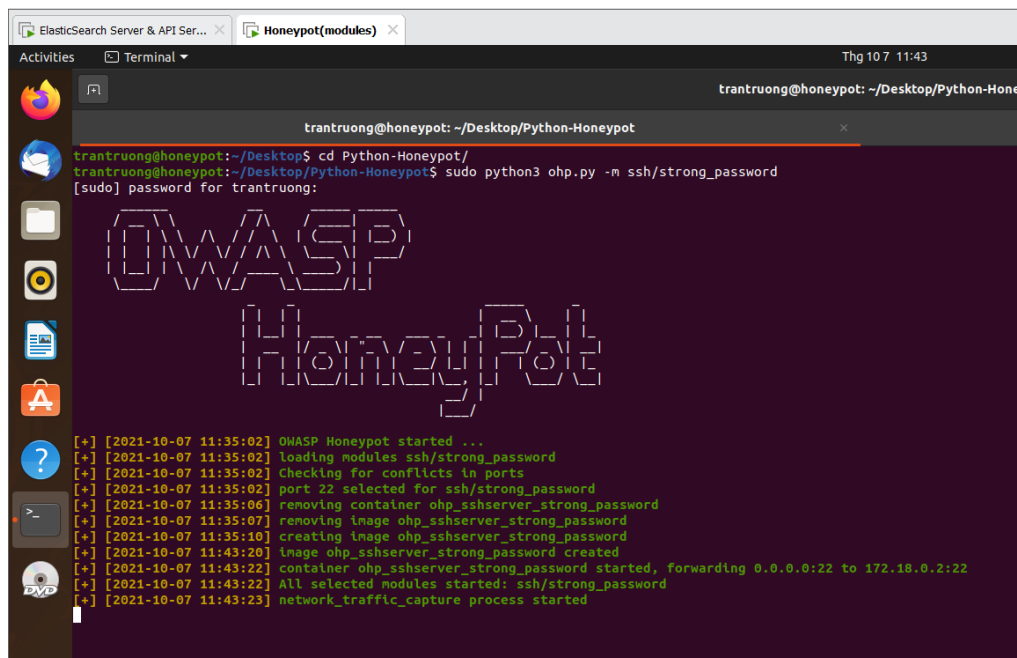 ElasticSearch Server & API Ser...
Honeypot(modules)
Activities
Terminal
Thg 10 7 11:43
trantruong@honeypot: ~/Desktop/Python-Hone
trantruong@honeypot: ~/Desktop/Python-Honeypot
trantruong@honeypot:~/Desktop$ cd Python-Honeypot/
trantruong@honeypot:~/Desktop/Python-Honeypot$ sudo python3 ohp.py -m ssh/strong_password
[sudo] password for trantruong:
OWASP
HoneyPot
[+] [2021-10-07 11:35:02] OWASP Honeypot started ...
[+] [2021-10-07 11:35:02] loading modules ssh/strong_password
[+] [2021-10-07 11:35:02] Checking for conflicts in ports
[+] [2021-10-07 11:35:02] port 22 selected for ssh/strong_password
[+] [2021-10-07 11:35:06] removing container ohp_sshserver_strong_password
[+] [2021-10-07 11:35:07] removing image ohp_sshserver_strong_password
[+] [2021-10-07 11:35:10] creating image ohp_sshserver_strong_password
[+] [2021-10-07 11:43:20] image ohp_sshserver_strong_password created
[+] [2021-10-07 11:43:22] container ohp_sshserver_strong_password started, forwarding 0.0.0.0:22 to 172.18.0.2:22
[+] [2021-10-07 11:43:22] All selected modules started: ssh/strong_password
[+] [2021-10-07 11:43:23] network_traffic_capture process started
DVD